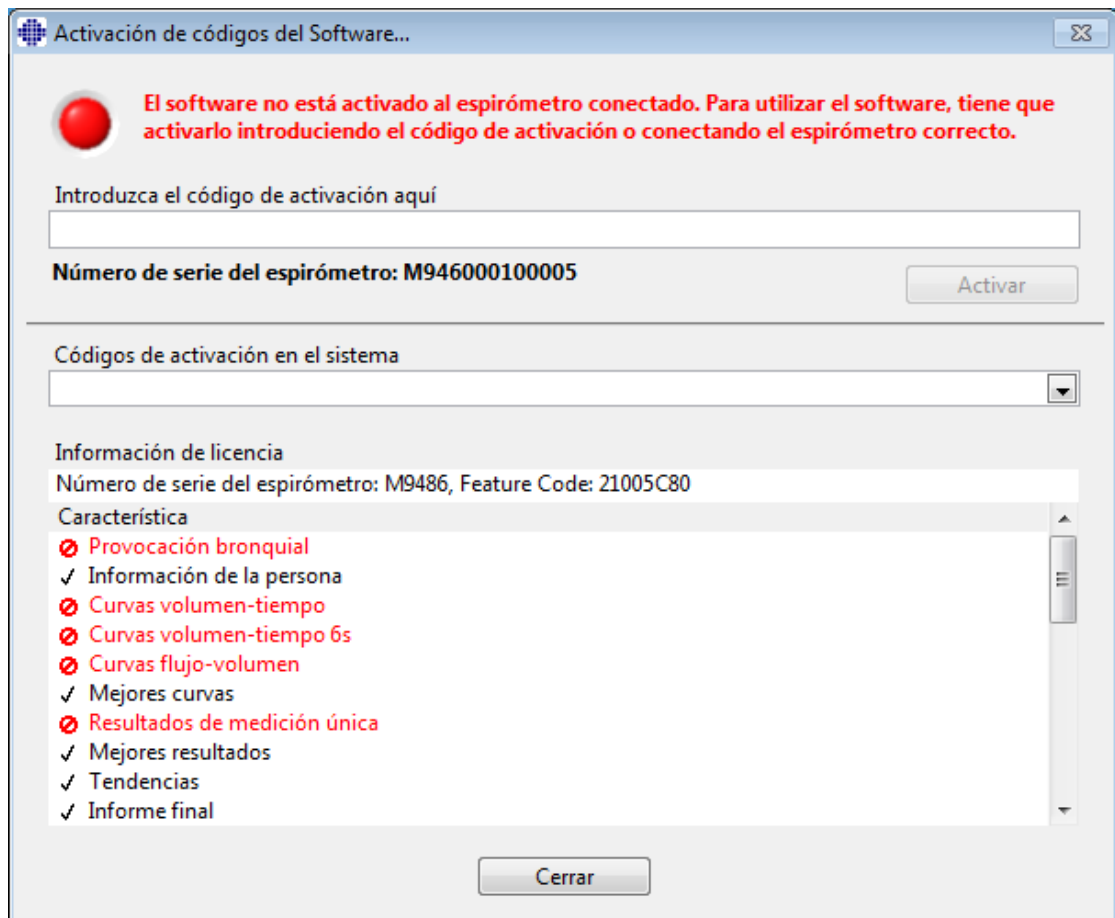 Activación de códigos del Software...
El software no está activado al espirómetro conectado. Para utilizar el software, tiene que
activarlo introduciendo el código de activación o conectando el espirómetro correcto.
Introduzca el código de activación aquí
Número de serie del espirómetro: M946000100005
Activar
Códigos de activación en el sistema
Información de licencia
Número de serie del espirómetro: M9486, Feature Code: 21005C80
Característica
Provocación bronquial
Información de la persona
Curvas volumen-tiempo
Curvas volumen-tiempo 6s
Curvas flujo-volumen
Mejores curvas
Resultados de medición única
Mejores resultados
Tendencias
Informe final
Cerrar